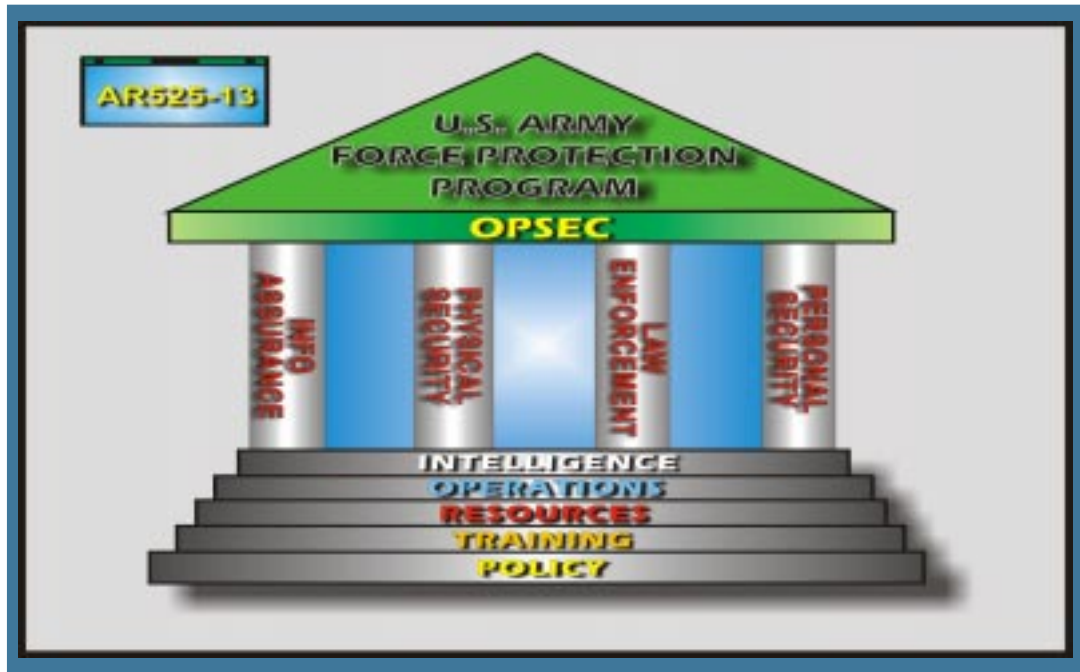 AR525-13
U.S. ARMY
FORCE PROTECTION
PROGRAM
OPSEC
INFO
ASSURANCE
PHYSICAL
SECURITY
LAW
ENFORCEMENT
PERSONAL
SECURITY
INTELLIGENCE
OPERATIONS
RESOURCES
TRAINING
POLICY